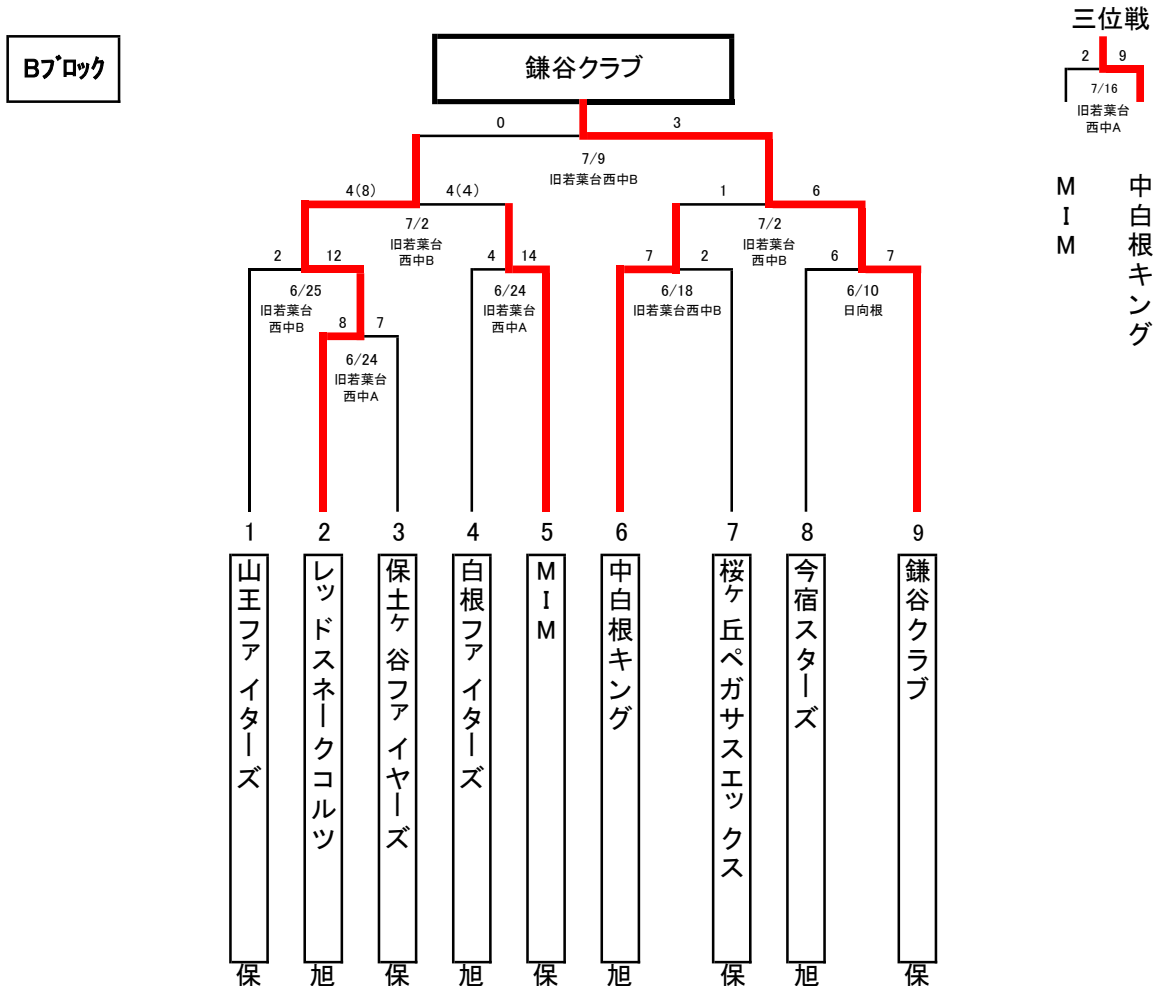 三位戦
Bブロック
鎌谷クラブ
2 9
7/16
旧若葉台
西中A
MIM
中白根キング
0 3
7/9
旧若葉台西中B
4(8) 4(4)
7/2
旧若葉台
西中B
1 6
7/2
旧若葉台
西中B
2 12
6/25
旧若葉台
西中B
4 14
6/24
旧若葉台
西中A
7 2
6/18
旧若葉台西中B
6 7
6/10
日向根
8 7
6/24
旧若葉台
西中A
1 2 3 4 5 6 7 8 9
山王ファイターズ
レッドスネークコルツ
保土ヶ谷ファイヤーズ
白根ファイターズ
MIM
中白根キング
桜ヶ丘ペガサスエックス
今宿スターズ
鎌谷クラブ
保 旭 保 旭 保 旭 保 旭 保